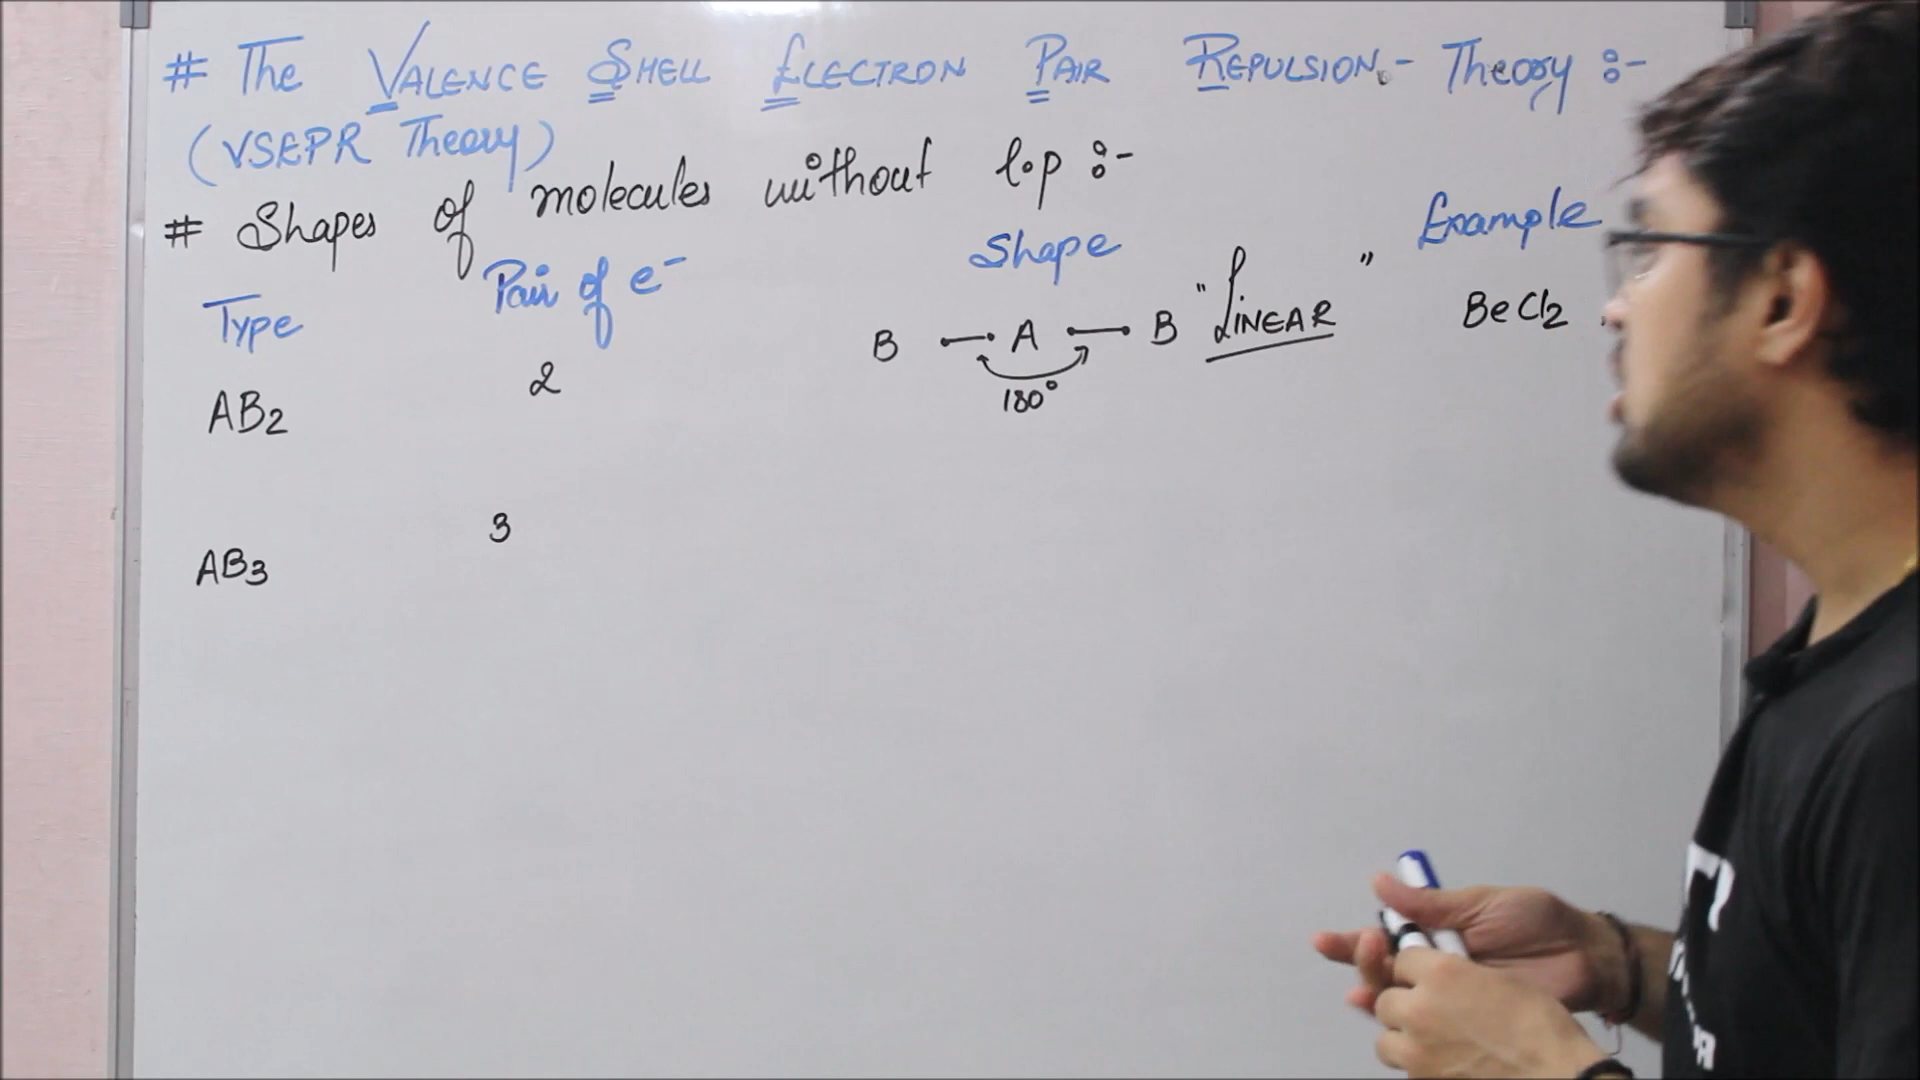 # The VALENCE SHELL ELECTRON PAIR REPULSION - Theory :-
(VSEPR Theory)
# Shapes of molecules without l.p :-
Type Pair of e⁻ Shape Example
AB2 2 B A B "LINEAR" BeCl2
180°
AB3 3